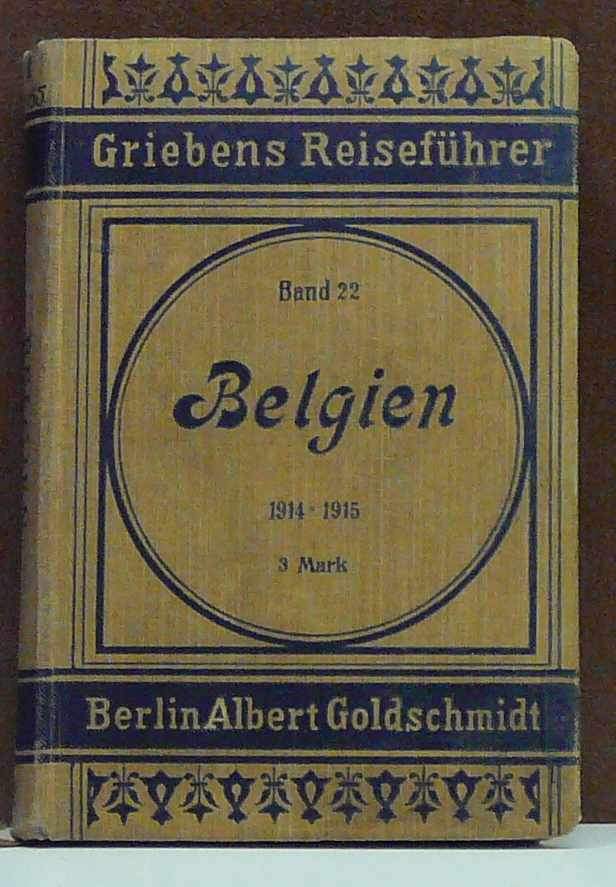 Griebens Reiseführer
Band 22
Belgien
1914-1915
3 Mark
Berlin Albert Goldschmidt